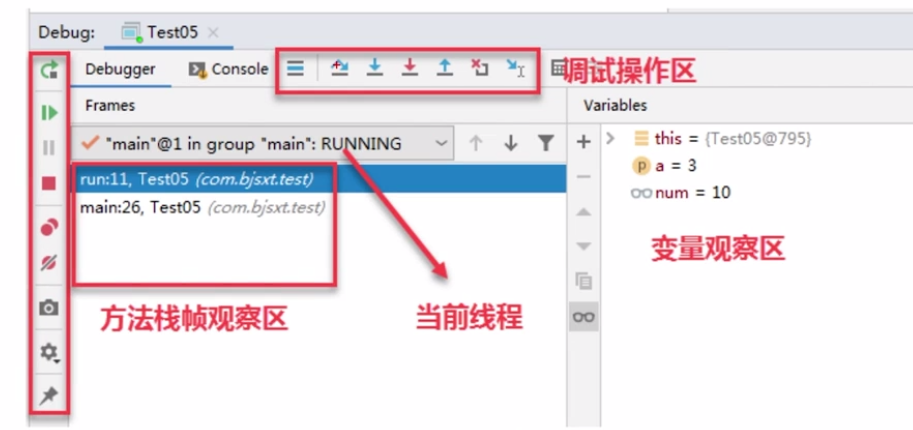 Debug: Test05
Debugger Console 调试操作区
Frames Variables
"main"@1 in group "main": RUNNING
this = {Test05@795}
a = 3
num = 10
run:11, Test05 (com.bjsxt.test)
main:26, Test05 (com.bjsxt.test)
变量观察区
方法栈帧观察区
当前线程